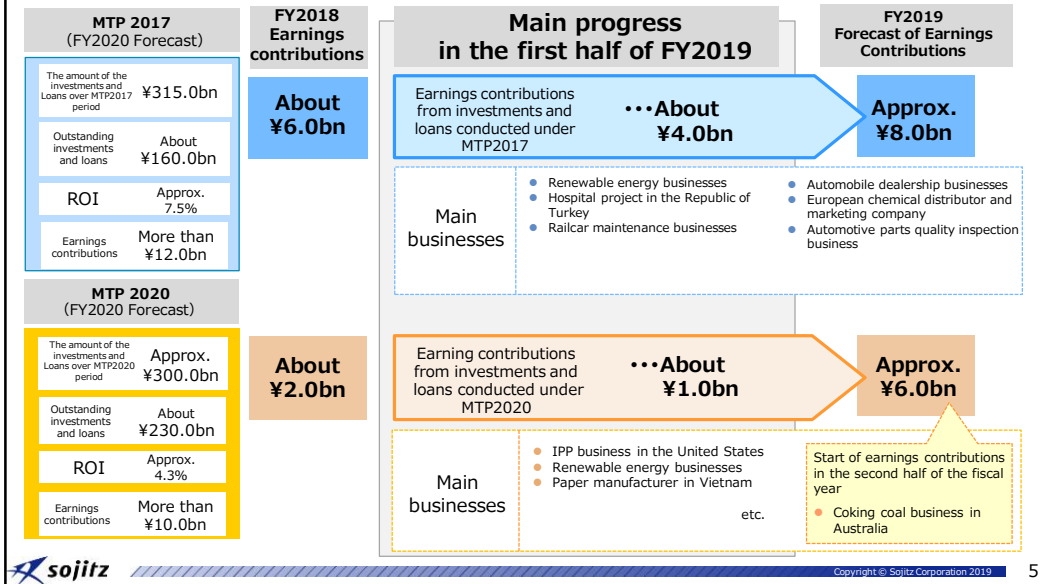 MTP 2017
(FY2020 Forecast)
The amount of the
investments and
Loans over MTP2017
period
¥315.0bn
Outstanding
investments
and loans
About
¥160.0bn
ROI
Approx.
7.5%
Earnings
contributions
More than
¥12.0bn
MTP 2020
(FY2020 Forecast)
The amount of the
investments and
Loans over MTP2020
period
Approx.
¥300.0bn
Outstanding
investments
and loans
About
¥230.0bn
ROI
Approx.
4.3%
Earnings
contributions
More than
¥10.0bn
FY2018
Earnings
contributions
About
¥6.0bn
About
¥2.0bn
Main progress
in the first half of FY2019
Earnings contributions
from investments and
loans conducted under
MTP2017
•••About
¥4.0bn
Main
businesses
● Renewable energy businesses
● Hospital project in the Republic of
Turkey
● Railcar maintenance businesses
● Automobile dealership businesses
● European chemical distributor and
marketing company
● Automotive parts quality inspection
business
Earning contributions
from investments and
loans conducted under
MTP2020
•••About
¥1.0bn
Main
businesses
● IPP business in the United States
● Renewable energy businesses
● Paper manufacturer in Vietnam
etc.
FY2019
Forecast of Earnings
Contributions
Approx.
¥8.0bn
Approx.
¥6.0bn
Start of earnings contributions
in the second half of the fiscal
year
● Coking coal business in
Australia
sojitz
Copyright © Sojitz Corporation 2019
5